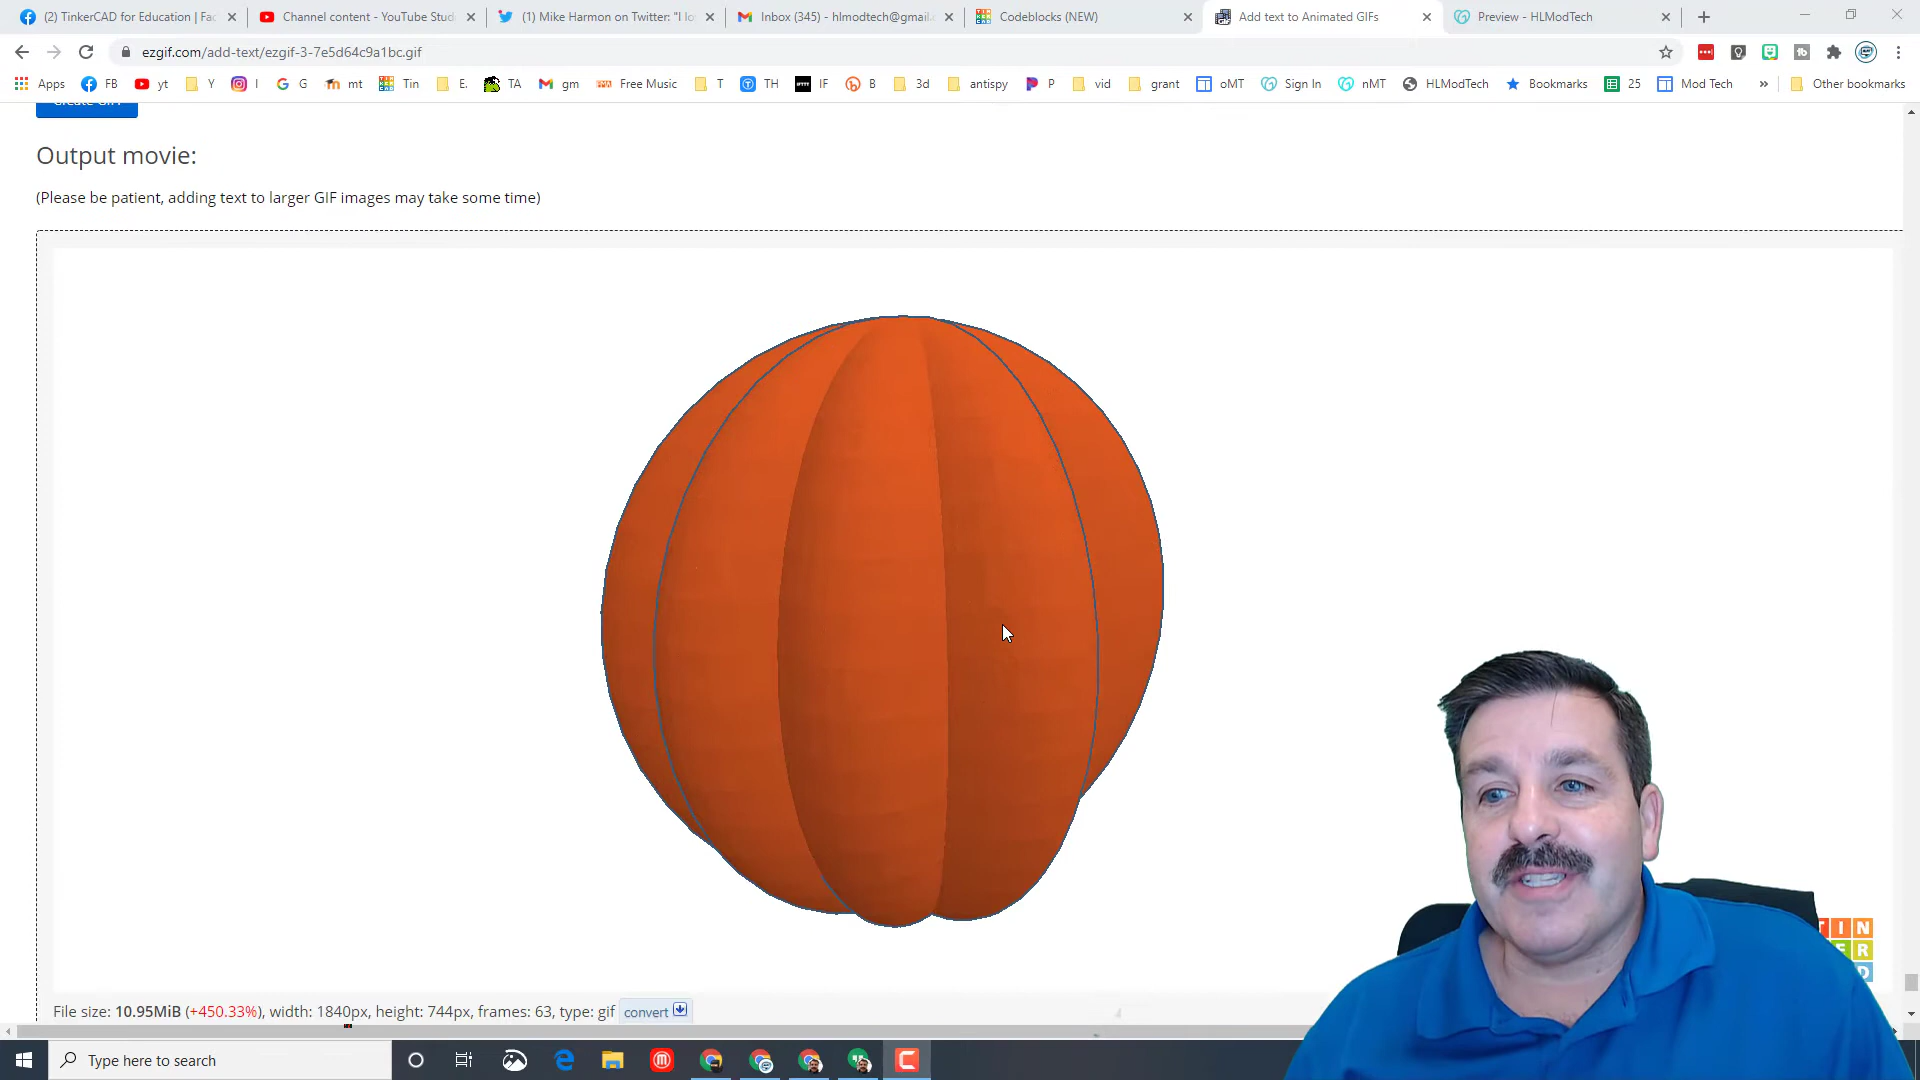 (2) TinkerCAD for Education | Fac
Channel content - YouTube Stud
(1) Mike Harmon on Twitter: "I lo
Inbox (345) - hlmodtech@gmail.c
Codeblocks (NEW)
Add text to Animated GIFs
Preview - HLModTech
ezgif.com/add-text/ezgif-3-7e5d64c9a1bc.gif
Apps FB yt Y I G mt Tin E. TA gm Free Music T TH IF B 3d antispy P vid grant oMT Sign In nMT HLModTech Bookmarks 25 Mod Tech » Other bookmarks
Create GIF!
Output movie:
(Please be patient, adding text to larger GIF images may take some time)
TIN
ER
D
File size: 10.95MiB (+450.33%), width: 1840px, height: 744px, frames: 63, type: gif convert
Type here to search